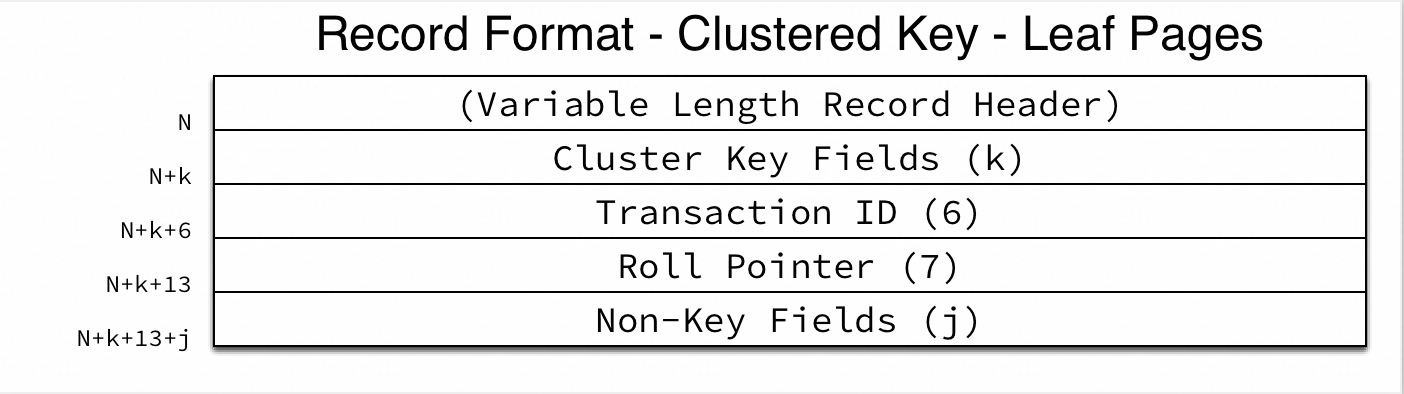 Record Format - Clustered Key - Leaf Pages
(Variable Length Record Header)
N
Cluster Key Fields (k)
N+k
Transaction ID (6)
N+k+6
Roll Pointer (7)
N+k+13
Non-Key Fields (j)
N+k+13+j